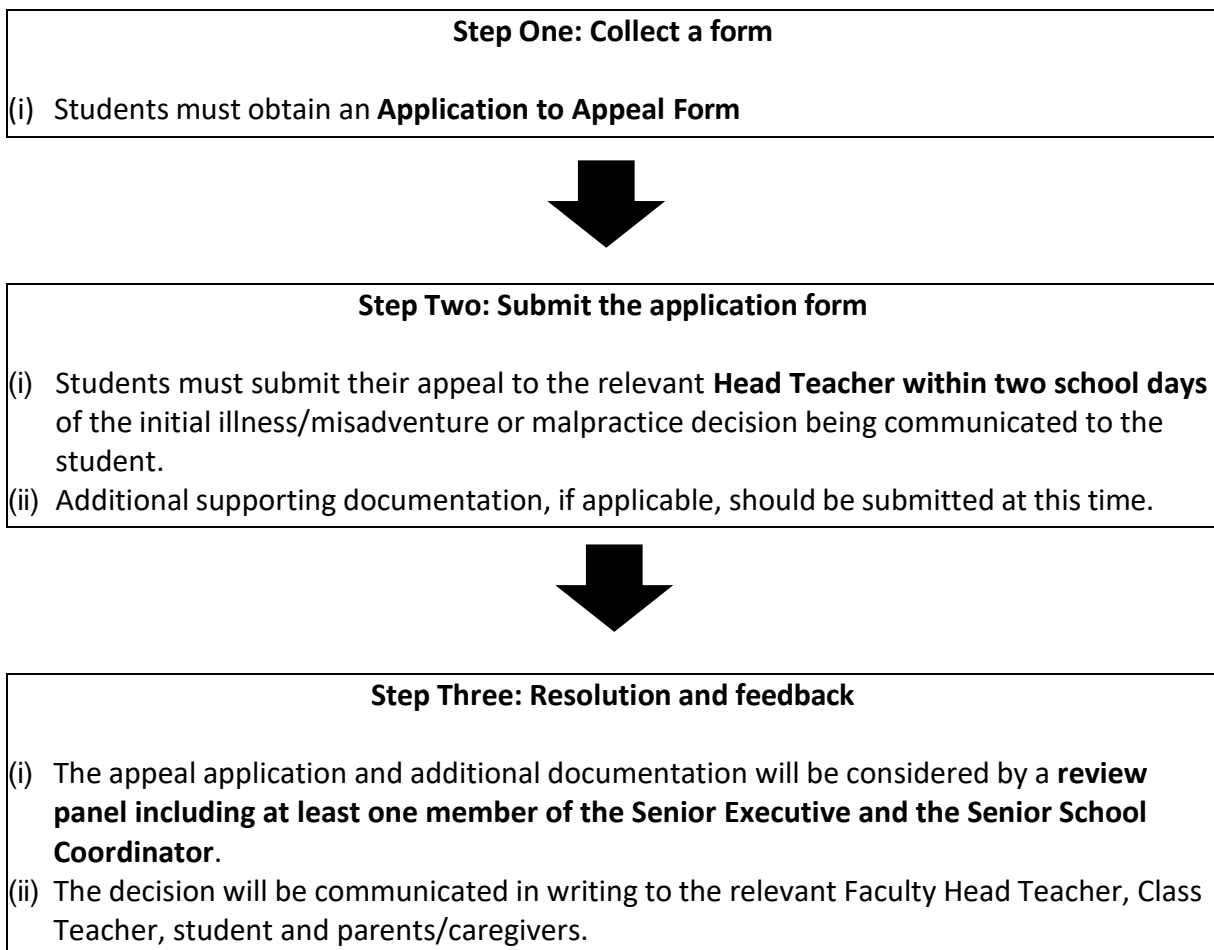 Step One: Collect a form
(i) Students must obtain an Application to Appeal Form
Step Two: Submit the application form
(i) Students must submit their appeal to the relevant Head Teacher within two school days
of the initial illness/misadventure or malpractice decision being communicated to the
student.
(ii) Additional supporting documentation, if applicable, should be submitted at this time.
Step Three: Resolution and feedback
(i) The appeal application and additional documentation will be considered by a review
panel including at least one member of the Senior Executive and the Senior School
Coordinator.
(ii) The decision will be communicated in writing to the relevant Faculty Head Teacher, Class
Teacher, student and parents/caregivers.